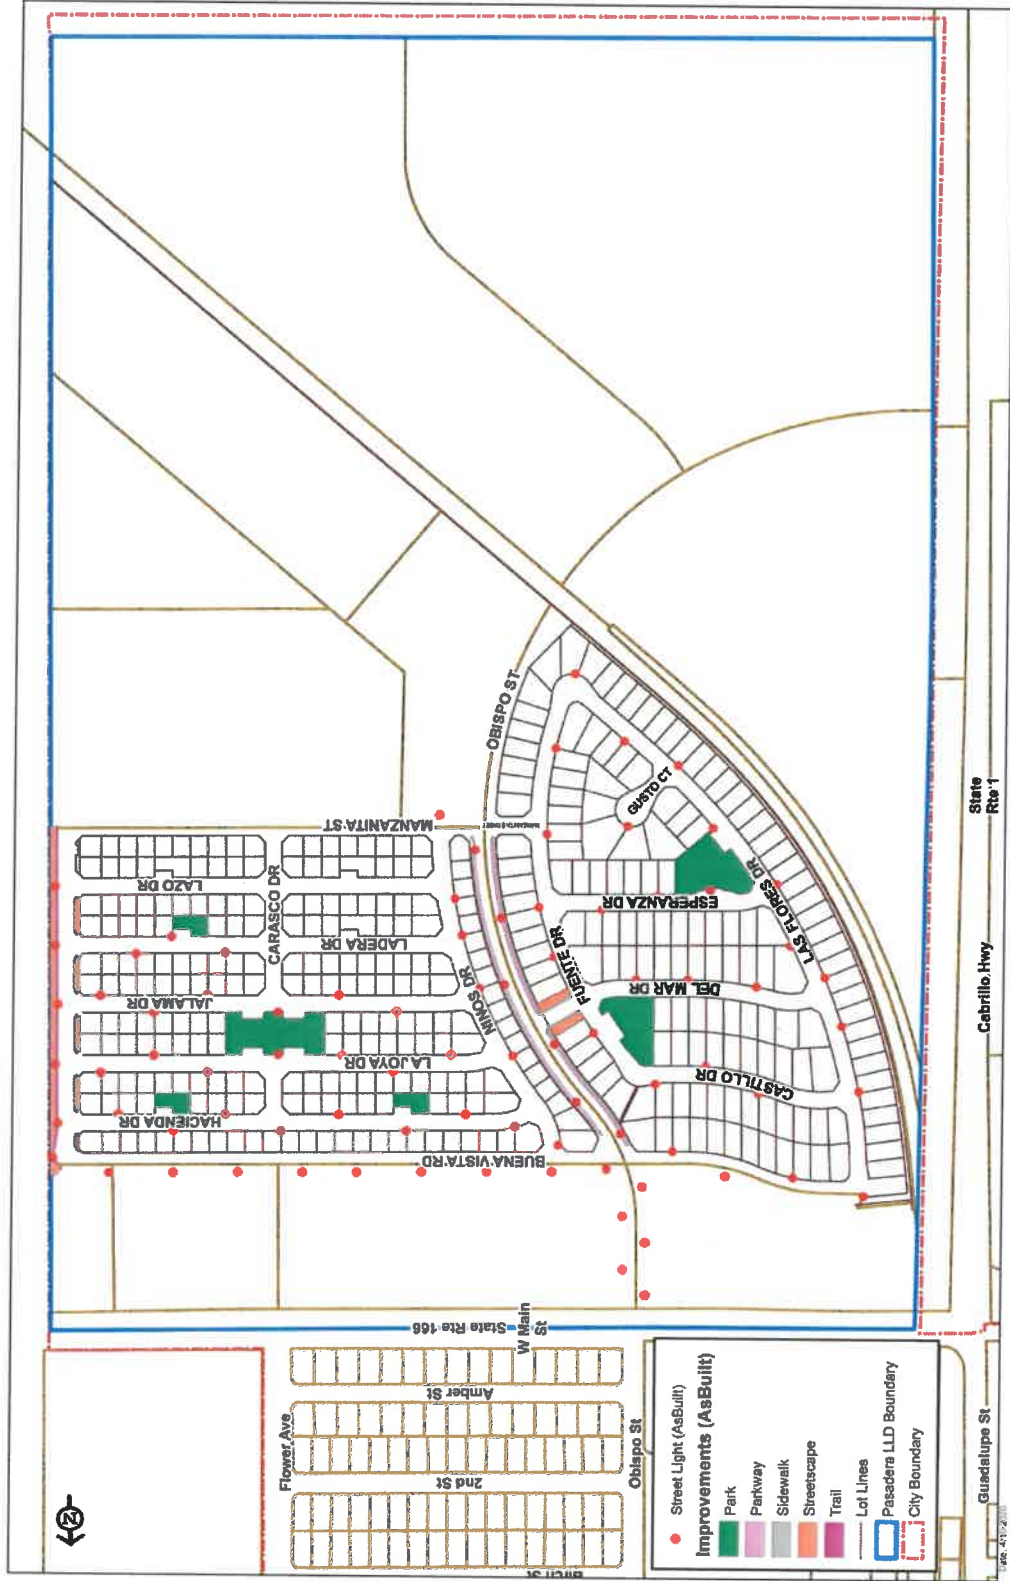 OBISPO ST
MANZANITA ST
LAZO DR
CARASCO DR
LADERA DR
JALAMA DR
LA JOYA DR
HACIENDA DR
NINOS DR
BUENA VISTA RD
GUSTO CT
ESPERANZA DR
LAS FLORES DR
FUENTE DR
DEL MAR DR
CASTILLO DR
State
Rte 1
Cabrillo Hwy
State Rte 166
W Main
St
Flower Ave
Amber St
2nd St
Birch St
Obispo St
Guadalupe St
N
Street Light (AsBuilt)
Improvements (AsBuilt)
Park
Parkway
Sidewalk
Streetscape
Trail
Lot Lines
Pasadera LLD Boundary
City Boundary